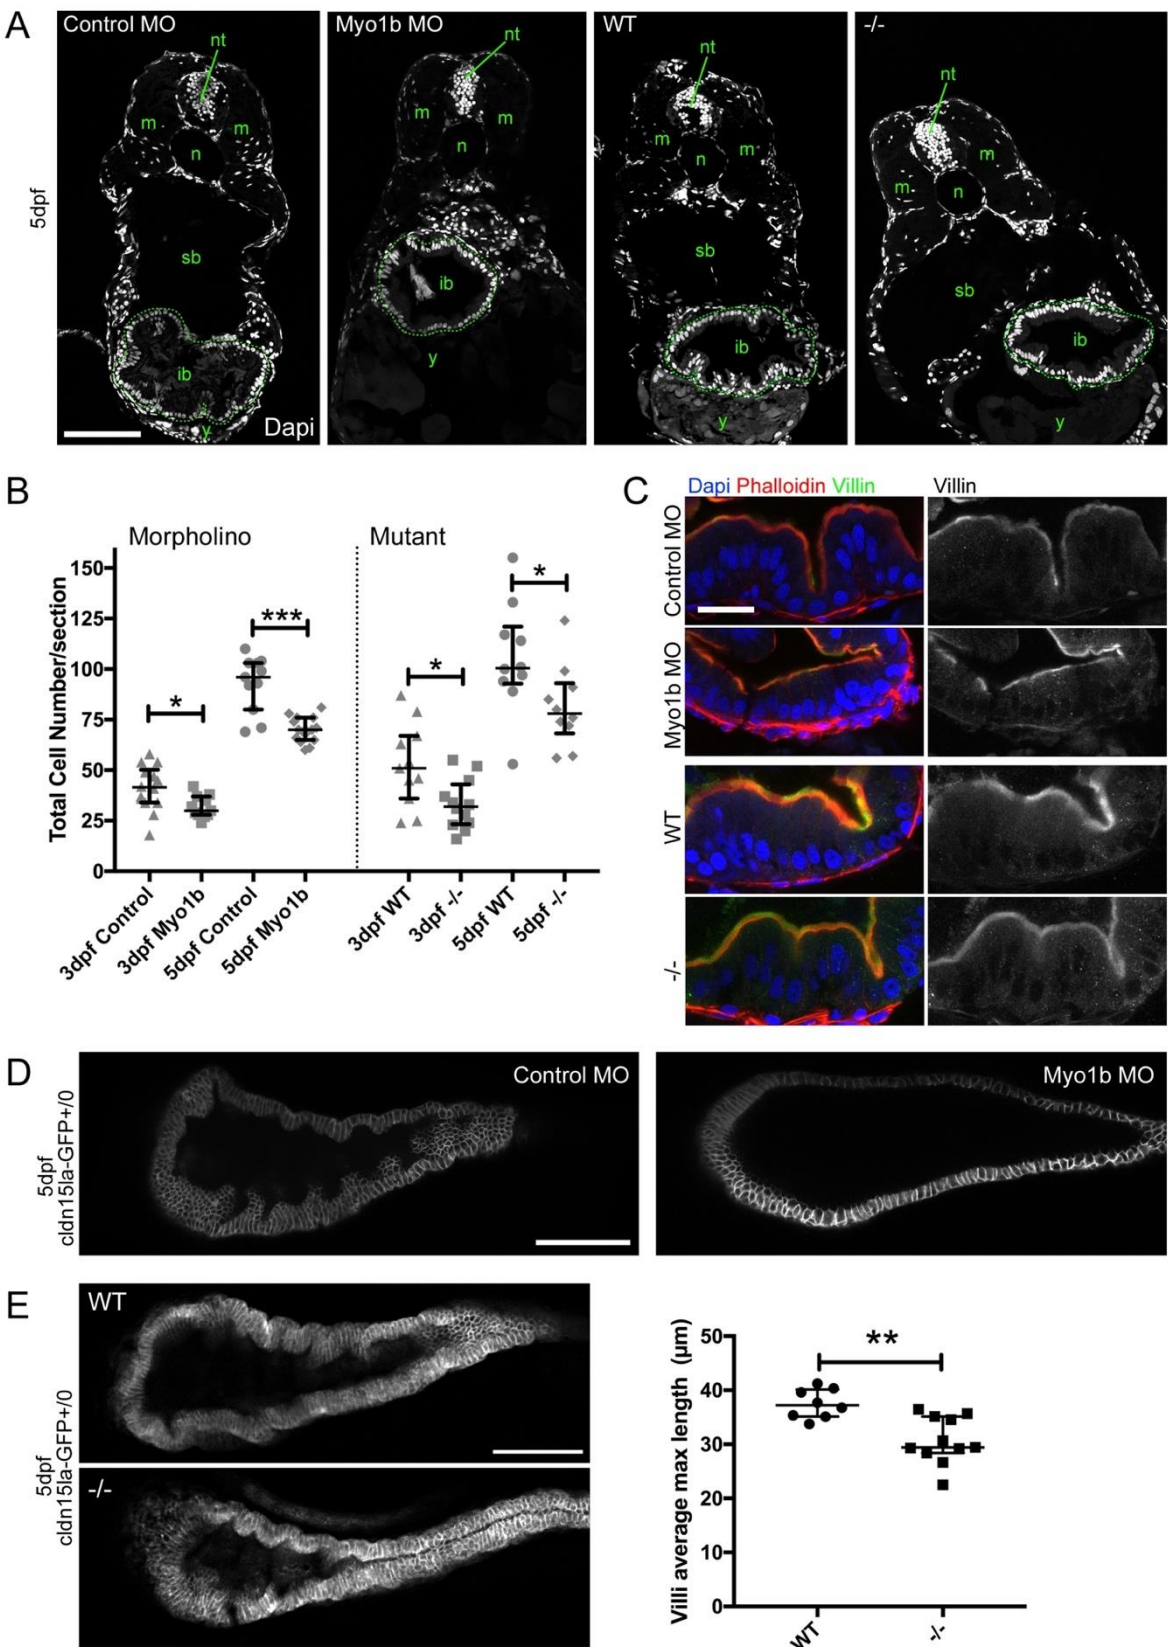 A
Control MO
nt
m
m
n
sb
ib
y
Dapi
Myo1b MO
nt
m
m
n
ib
y
WT
nt
m
m
n
sb
ib
y
-/-
nt
m
m
n
sb
ib
y
5dpf
B
Morpholino
Mutant
Total Cell Number/section
150
125
100
75
50
25
0
*
***
*
*
3dpf Control
3dpf Myo1b
5dpf Control
5dpf Myo1b
3dpf WT
3dpf -/-
5dpf WT
5dpf -/-
C
Dapi Phalloidin Villin
Villin
Control MO
Myo1b MO
WT
-/-
D
5dpf
cldn15la-GFP+/0
Control MO
Myo1b MO
E
5dpf
cldn15la-GFP+/0
WT
-/-
Villi average max length (µm)
50
40
30
20
10
0
**
WT
-/-